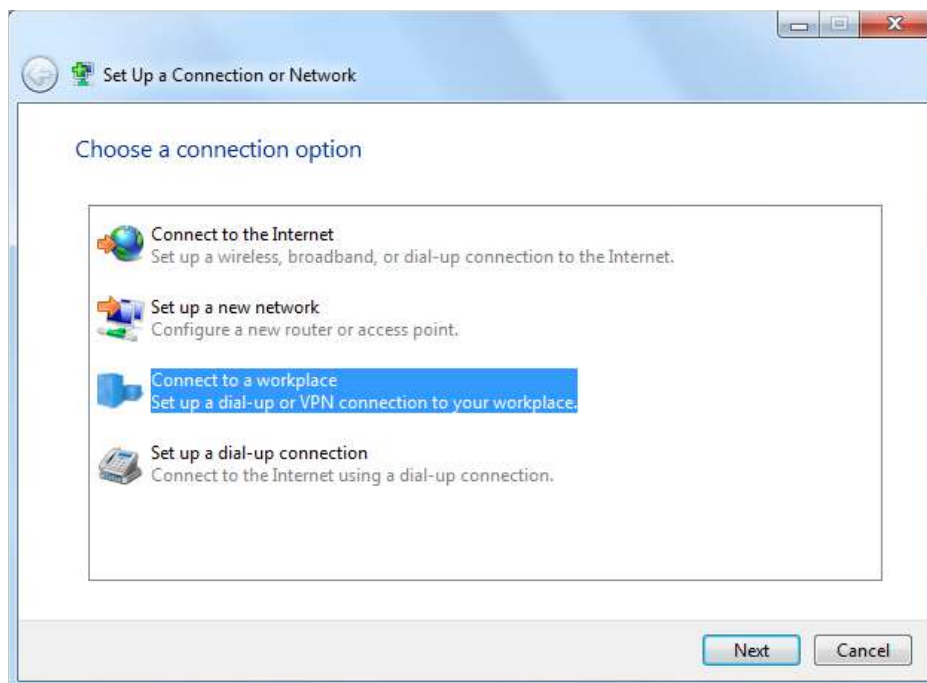 Set Up a Connection or Network
Choose a connection option
Connect to the Internet
Set up a wireless, broadband, or dial-up connection to the Internet.
Set up a new network
Configure a new router or access point.
Connect to a workplace
Set up a dial-up or VPN connection to your workplace.
Set up a dial-up connection
Connect to the Internet using a dial-up connection.
Next Cancel